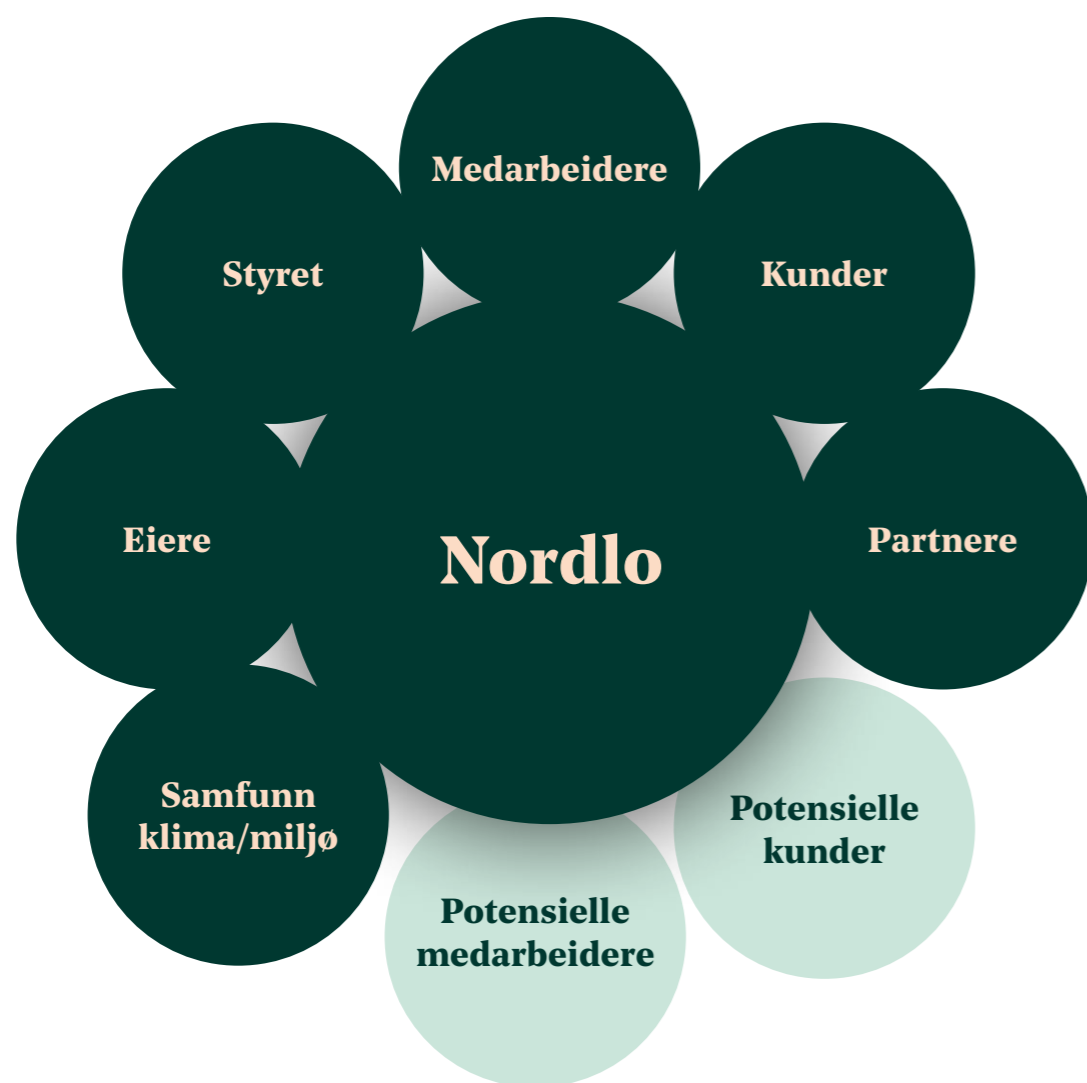 Medarbeidere
Styret
Kunder
Eiere
Nordlo
Partnere
Samfunn
klima/miljø
Potensielle
kunder
Potensielle
medarbeidere